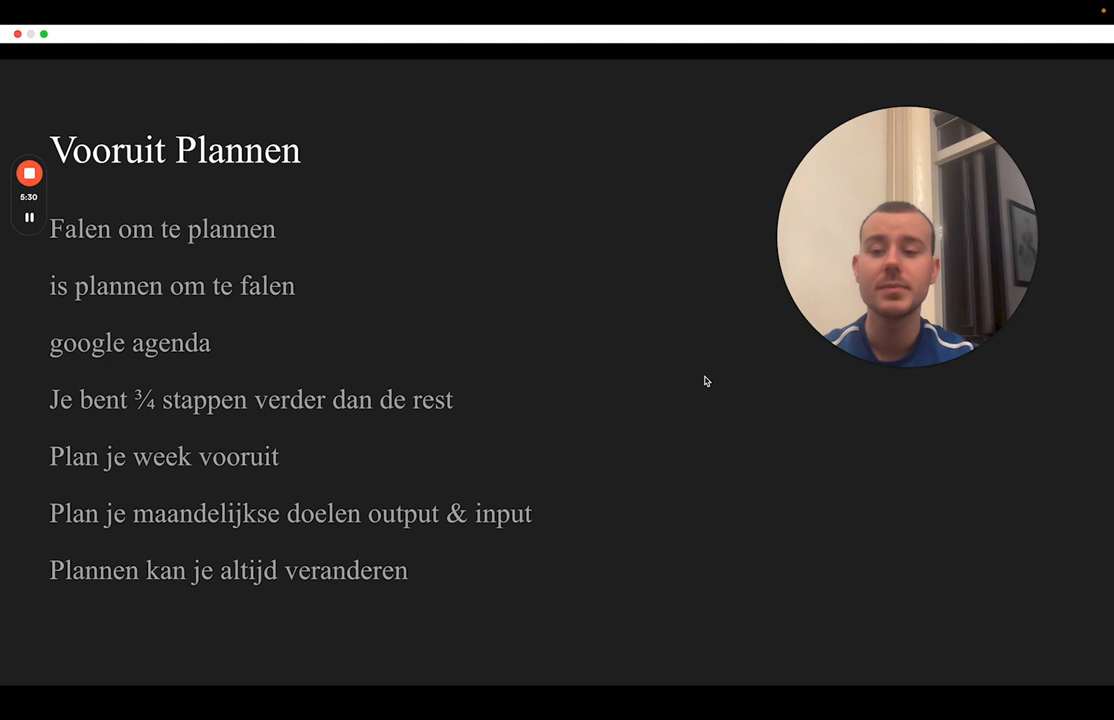 Vooruit Plannen
5:30
Falen om te plannen
is plannen om te falen
google agenda
Je bent ¾ stappen verder dan de rest
Plan je week vooruit
Plan je maandelijkse doelen output & input
Plannen kan je altijd veranderen